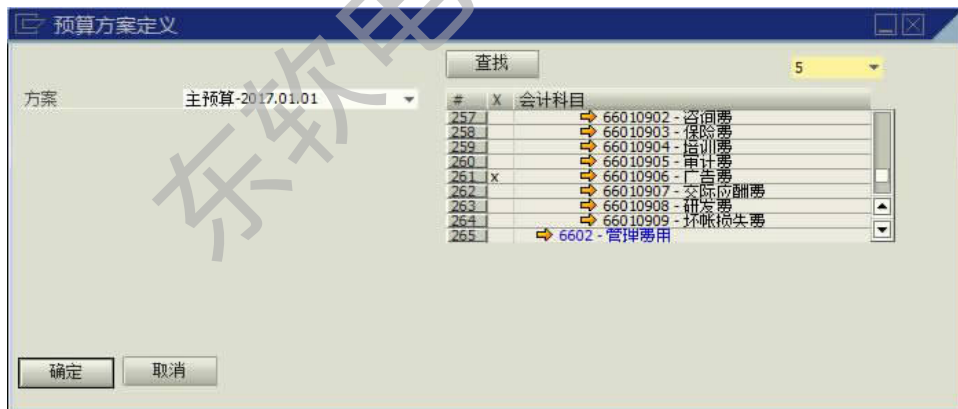 预算方案定义
查找
5
方案 主预算-2017.01.01
# X 会计科目
257 66010902 - 咨询费
258 66010903 - 保险费
259 66010904 - 培训费
260 66010905 - 审计费
261 x 66010906 - 广告费
262 66010907 - 交际应酬费
263 66010908 - 研发费
264 66010909 - 坏帐损失费
265 6602 - 管理费用
确定 取消
东软电